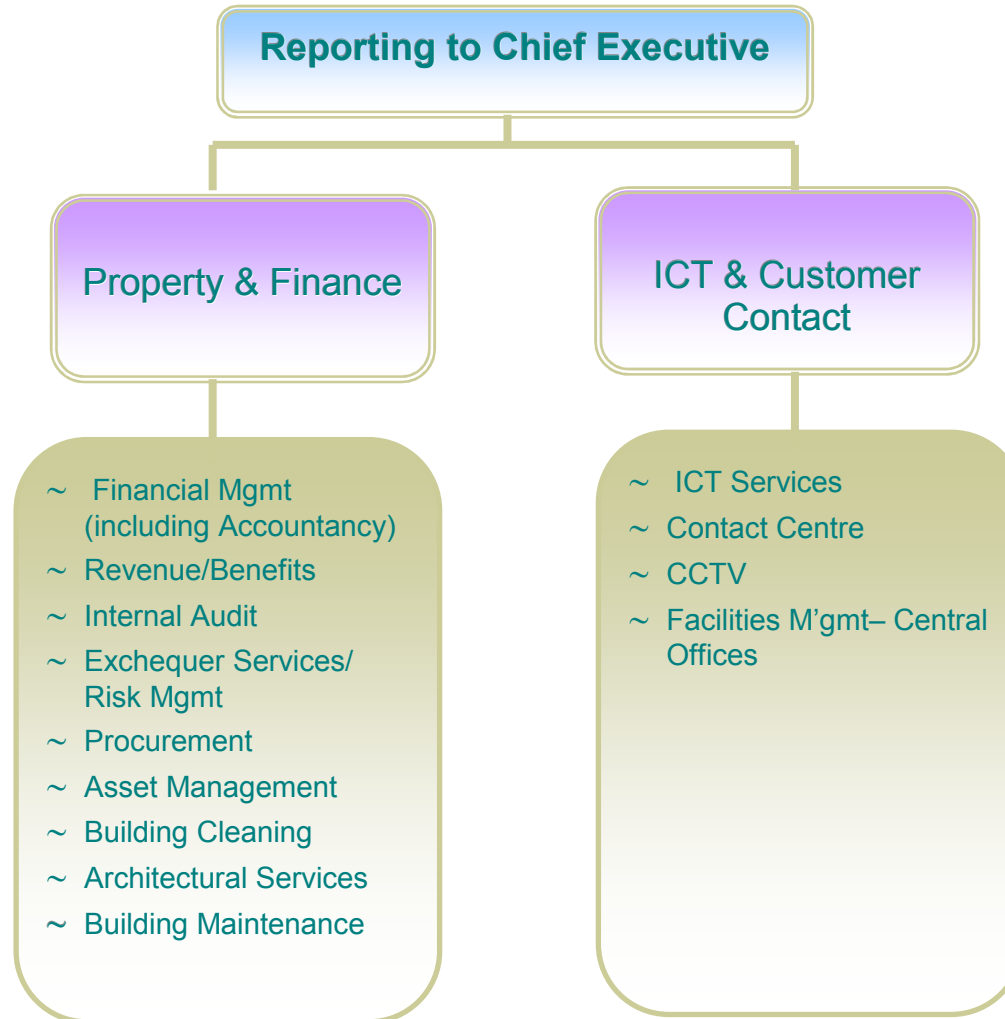 Reporting to Chief Executive
Property & Finance
~ Financial Mgmt
(including Accountancy)
~ Revenue/Benefits
~ Internal Audit
~ Exchequer Services/
Risk Mgmt
~ Procurement
~ Asset Management
~ Building Cleaning
~ Architectural Services
~ Building Maintenance
ICT & Customer
Contact
~ ICT Services
~ Contact Centre
~ CCTV
~ Facilities M'gmt– Central
Offices